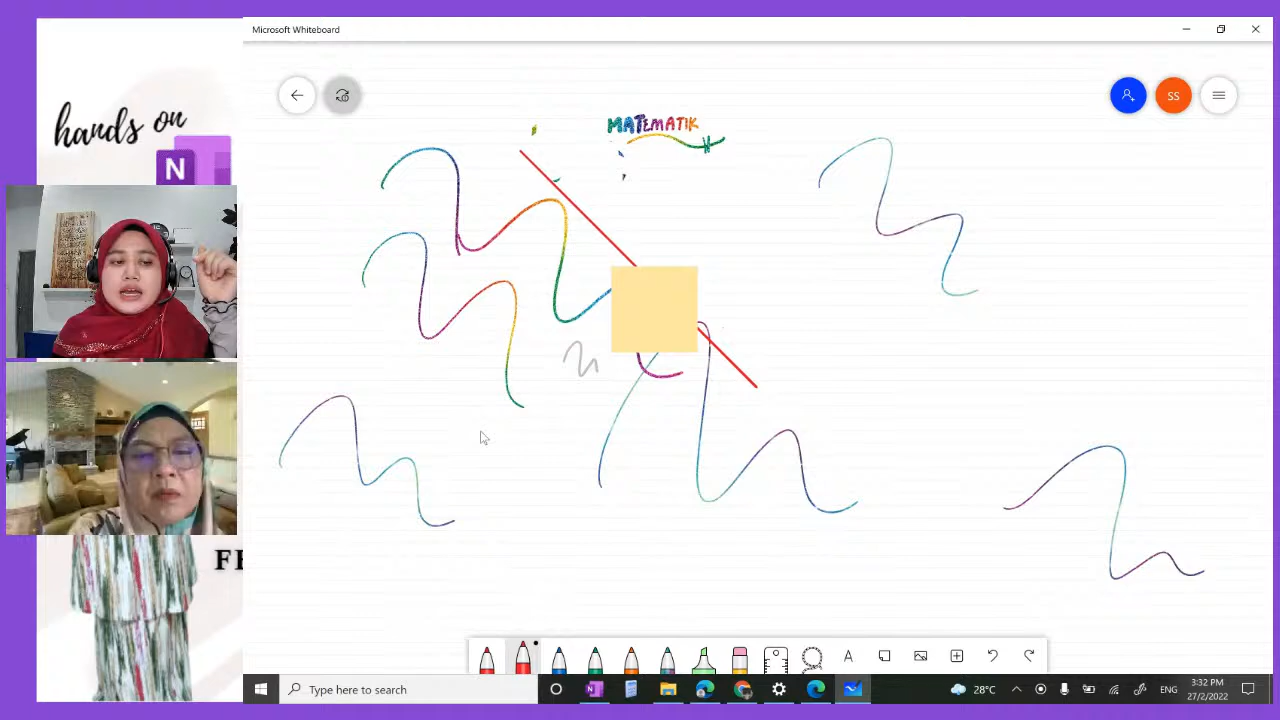 Microsoft Whiteboard
hands on
N
SS
MATEMATIK
FE
A
Type here to search
28°C
ENG
3:32 PM
27/2/2022